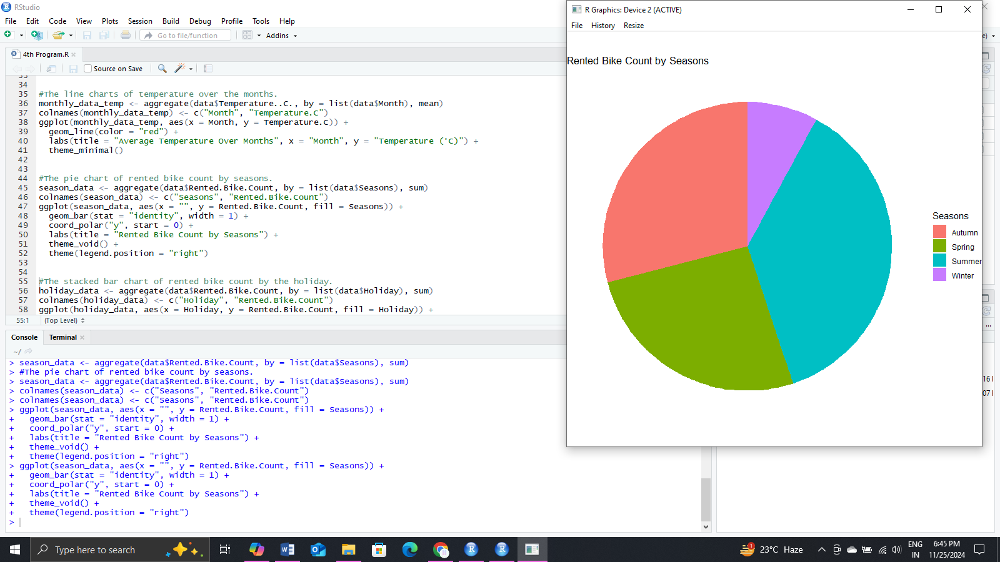 RStudio
File Edit Code View Plots Session Build Debug Profile Tools Help
Go to file/function
Addins
4th Program.R
Source on Save
34
35 #The line charts of temperature over the months.
36 monthly_data_temp <- aggregate(data$Temperature..C., by = list(data$Month), mean)
37 colnames(monthly_data_temp) <- c("Month", "Temperature.C")
38 ggplot(monthly_data_temp, aes(x = Month, y = Temperature.C)) +
39 geom_line(color = "red") +
40 labs(title = "Average Temperature Over Months", x = "Month", y = "Temperature (°C)") +
41 theme_minimal()
42
43
44 #The pie chart of rented bike count by seasons.
45 season_data <- aggregate(data$Rented.Bike.Count, by = list(data$Seasons), sum)
46 colnames(season_data) <- c("Seasons", "Rented.Bike.Count")
47 ggplot(season_data, aes(x = "", y = Rented.Bike.Count, fill = Seasons)) +
48 geom_bar(stat = "identity", width = 1) +
49 coord_polar("y", start = 0) +
50 labs(title = "Rented Bike Count by Seasons") +
51 theme_void() +
52 theme(legend.position = "right")
53
54
55 #The stacked bar chart of rented bike count by the holiday.
56 holiday_data <- aggregate(data$Rented.Bike.Count, by = list(data$Holiday), sum)
57 colnames(holiday_data) <- c("Holiday", "Rented.Bike.Count")
58 ggplot(holiday_data, aes(x = Holiday, y = Rented.Bike.Count, fill = Holiday)) +
55:1 (Top Level)
Console Terminal
~/
> season_data <- aggregate(data$Rented.Bike.Count, by = list(data$Seasons), sum)
> #The pie chart of rented bike count by seasons.
> season_data <- aggregate(data$Rented.Bike.Count, by = list(data$Seasons), sum)
> colnames(season_data) <- c("Seasons", "Rented.Bike.Count")
> colnames(season_data) <- c("Seasons", "Rented.Bike.Count")
> ggplot(season_data, aes(x = "", y = Rented.Bike.Count, fill = Seasons)) +
+ geom_bar(stat = "identity", width = 1) +
+ coord_polar("y", start = 0) +
+ labs(title = "Rented Bike Count by Seasons") +
+ theme_void() +
+ theme(legend.position = "right")
> ggplot(season_data, aes(x = "", y = Rented.Bike.Count, fill = Seasons)) +
+ geom_bar(stat = "identity", width = 1) +
+ coord_polar("y", start = 0) +
+ labs(title = "Rented Bike Count by Seasons") +
+ theme_void() +
+ theme(legend.position = "right")
>
R Graphics: Device 2 (ACTIVE)
File History Resize
Rented Bike Count by Seasons
Seasons
Autumn
Spring
Summer
Winter
Type here to search
1
23°C Haze
ENG
IN
6:45 PM
11/25/2024